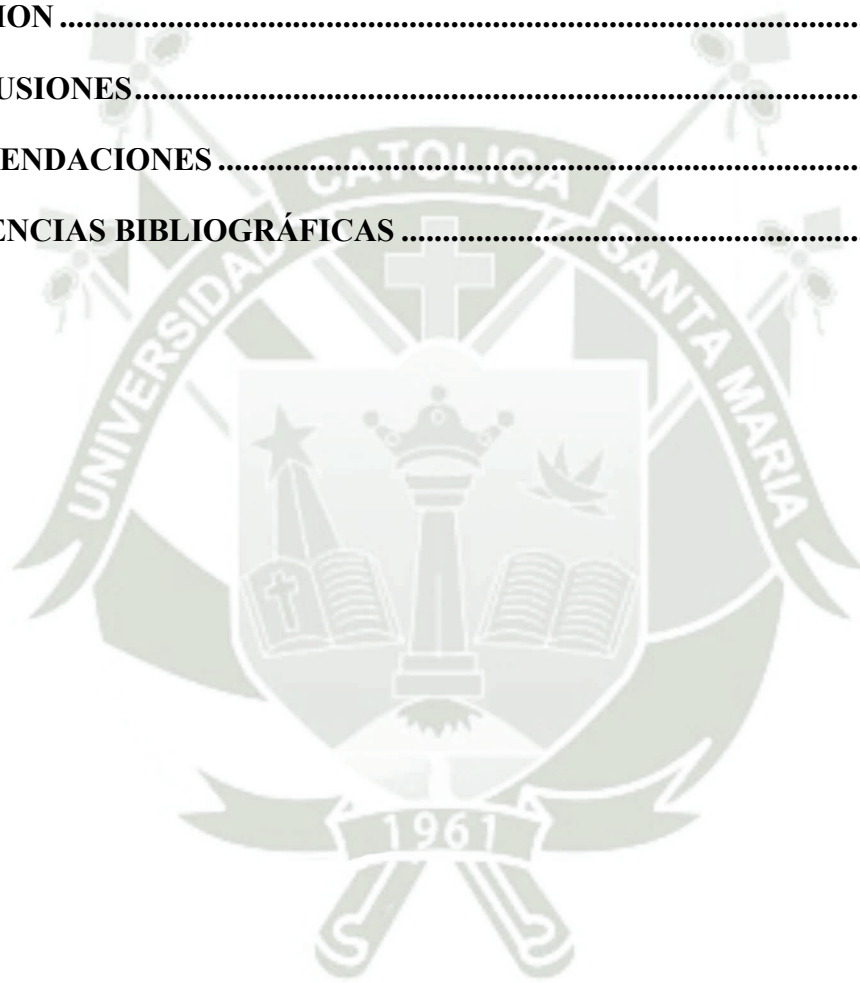 ION ........................................................................................................
USIONES........................................................................................................
ENDACIONES ........................................................................................................
ENCIAS BIBLIOGRÁFICAS ........................................................................................................
UNIVERSIDAD CATOLICA SANTA MARIA
1961